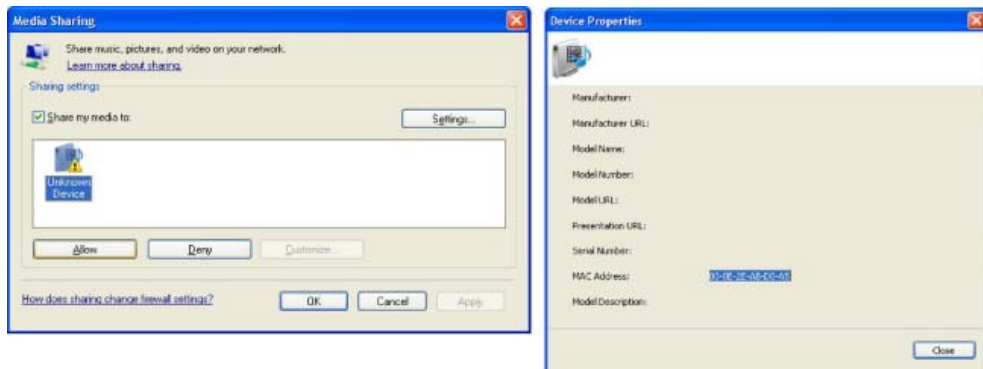 Media Sharing
Share music, pictures, and video on your network.
Learn more about sharing.
Sharing settings
Share my media to:
Settings...
Unknown
Device
Allow
Deny
Customize...
How does sharing change firewall settings?
OK
Cancel
Apply
Device Properties
Manufacturer:
Manufacturer URL:
Model Name:
Model Number:
Model URL:
Presentation URL:
Serial Number:
MAC Address:
Model Description:
Close